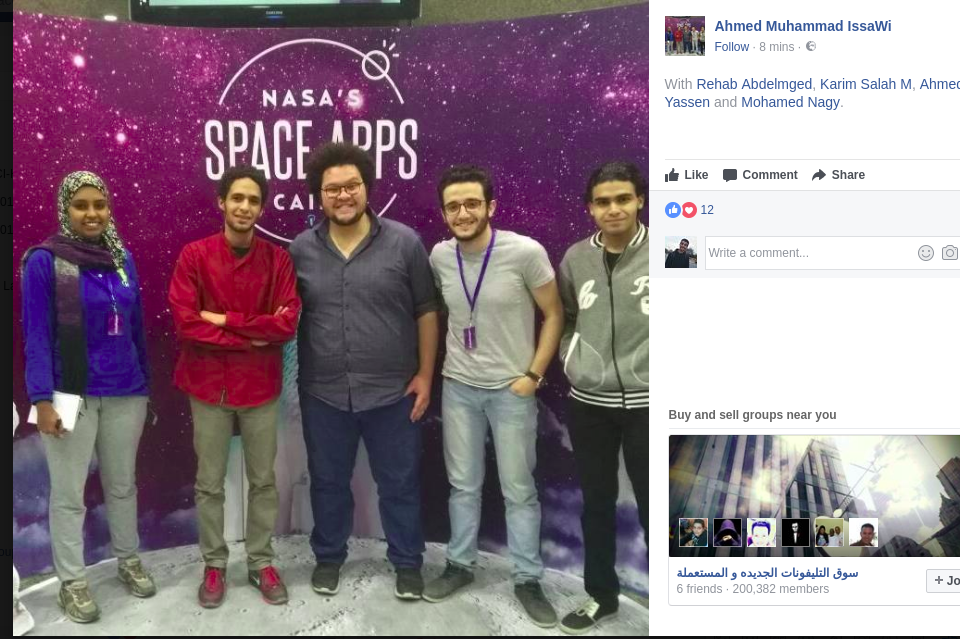 NASA'S
SPACE APPS
Ahmed Muhammad IssaWi
Follow · 8 mins ·
With Rehab Abdelmged, Karim Salah M, Ahmed
Yassen and Mohamed Nagy.
Like Comment Share
12
Write a comment...
Buy and sell groups near you
سوق التليفونات الجديده و المستعملة
6 friends · 200,382 members
+ Jo